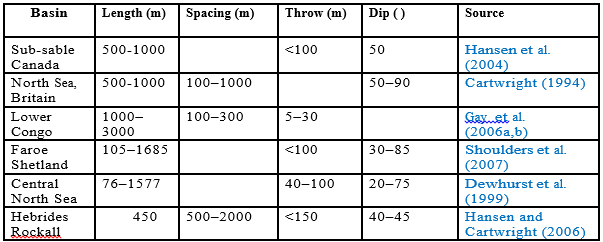 Basin Length (m) Spacing (m) Throw (m) Dip ( ) Source
Sub-sable 500-1000 <100 50 Hansen et al.
Canada (2004)
North Sea, 500-1000 100–1000 50–90 Cartwright (1994)
Britain
Lower 1000– 100–300 5–30 Gay et al.
Congo 3000 (2006a,b)
Faroe 105–1685 <100 30–85 Shoulders et al.
Shetland (2007)
Central 76–1577 40–100 20–75 Dewhurst et al.
North Sea (1999)
Hebrides 450 500–2000 <150 40–45 Hansen and
Rockall Cartwright (2006)